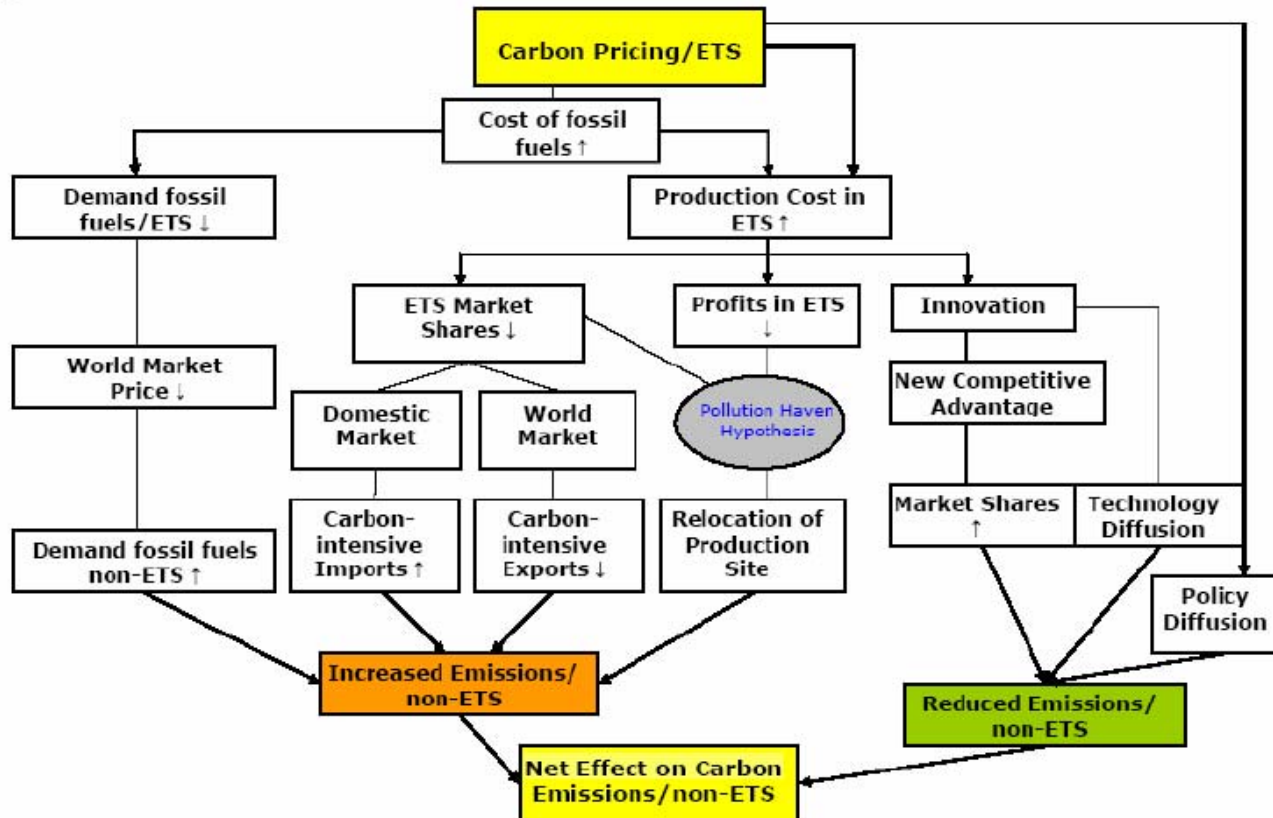 Carbon Pricing/ETS
Cost of fossil
fuels ↑
Demand fossil
fuels/ETS ↓
Production Cost in
ETS ↑
ETS Market
Shares ↓
Profits in ETS
↓
Innovation
World Market
Price ↓
New Competitive
Advantage
Domestic
Market
World
Market
Pollution Haven
Hypothesis
Demand fossil fuels
non-ETS ↑
Carbon-
intensive
Imports ↑
Carbon-
intensive
Exports ↓
Relocation of
Production
Site
Market Shares
↑
Technology
Diffusion
Policy
Diffusion
Increased Emissions/
non-ETS
Reduced Emissions/
non-ETS
Net Effect on Carbon
Emissions/non-ETS